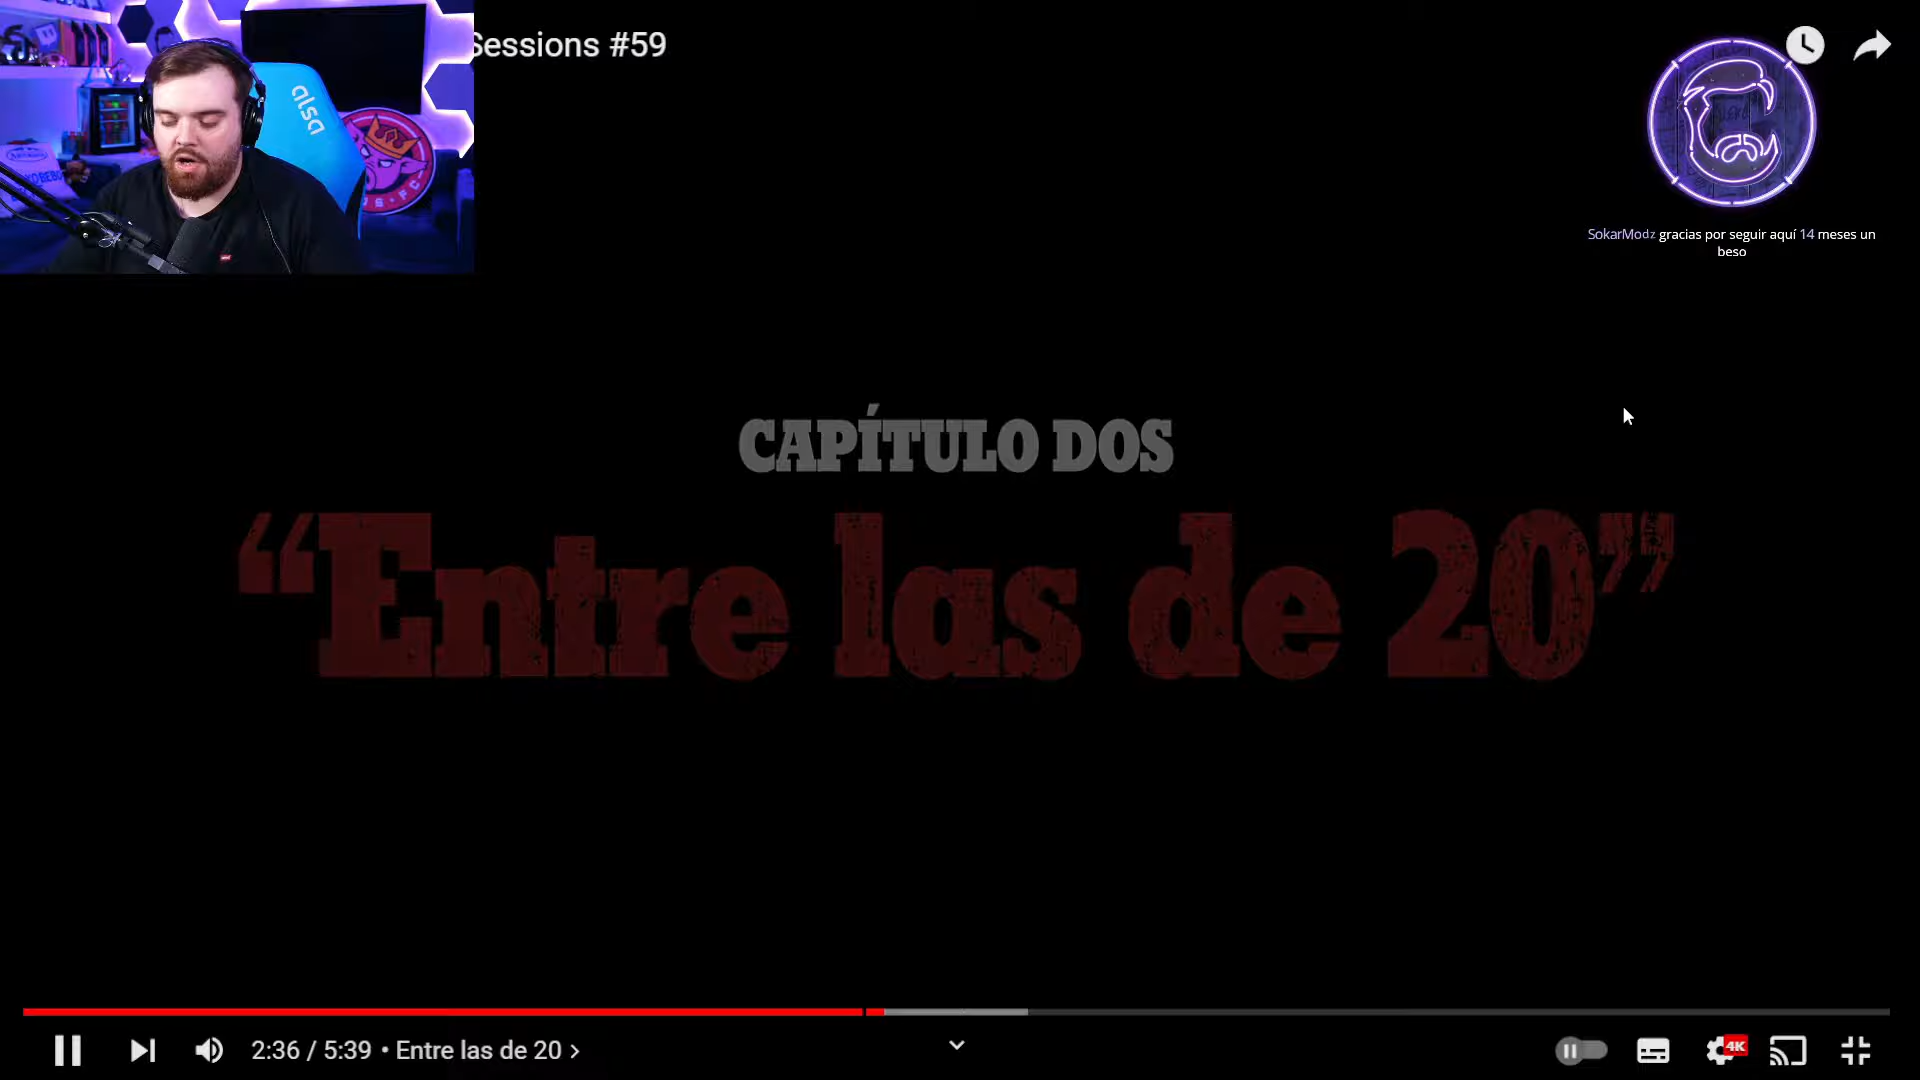 Sessions #59
alsa
SokarModz gracias por seguir aquí 14 meses un
beso
CAPÍTULO DOS
“Entre las de 20”
2:36 / 5:39 • Entre las de 20 >
4K